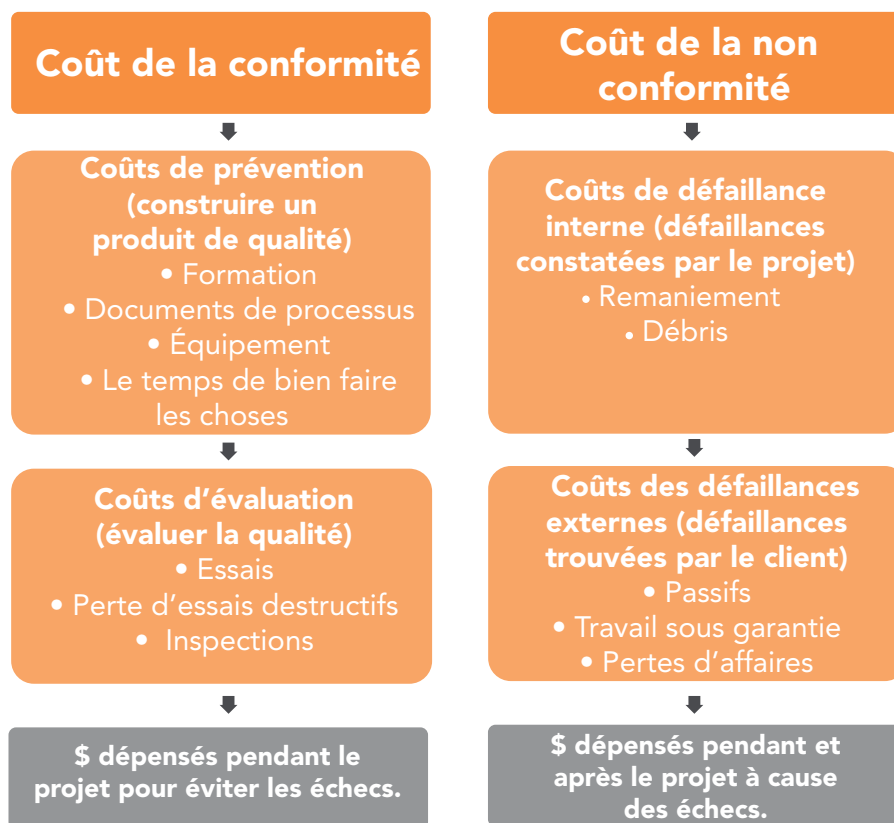 Coût de la conformité
Coûts de prévention
(construire un
produit de qualité)
• Formation
• Documents de processus
• Équipement
• Le temps de bien faire
les choses
Coûts d’évaluation
(évaluer la qualité)
• Essais
• Perte d’essais destructifs
• Inspections
$ dépensés pendant le
projet pour éviter les échecs.
Coût de la non
conformité
Coûts de défaillance
interne (défaillances
constatées par le projet)
• Remaniement
• Débris
Coûts des défaillances
externes (défaillances
trouvées par le client)
• Passifs
• Travail sous garantie
• Pertes d’affaires
$ dépensés pendant et
après le projet à cause
des échecs.